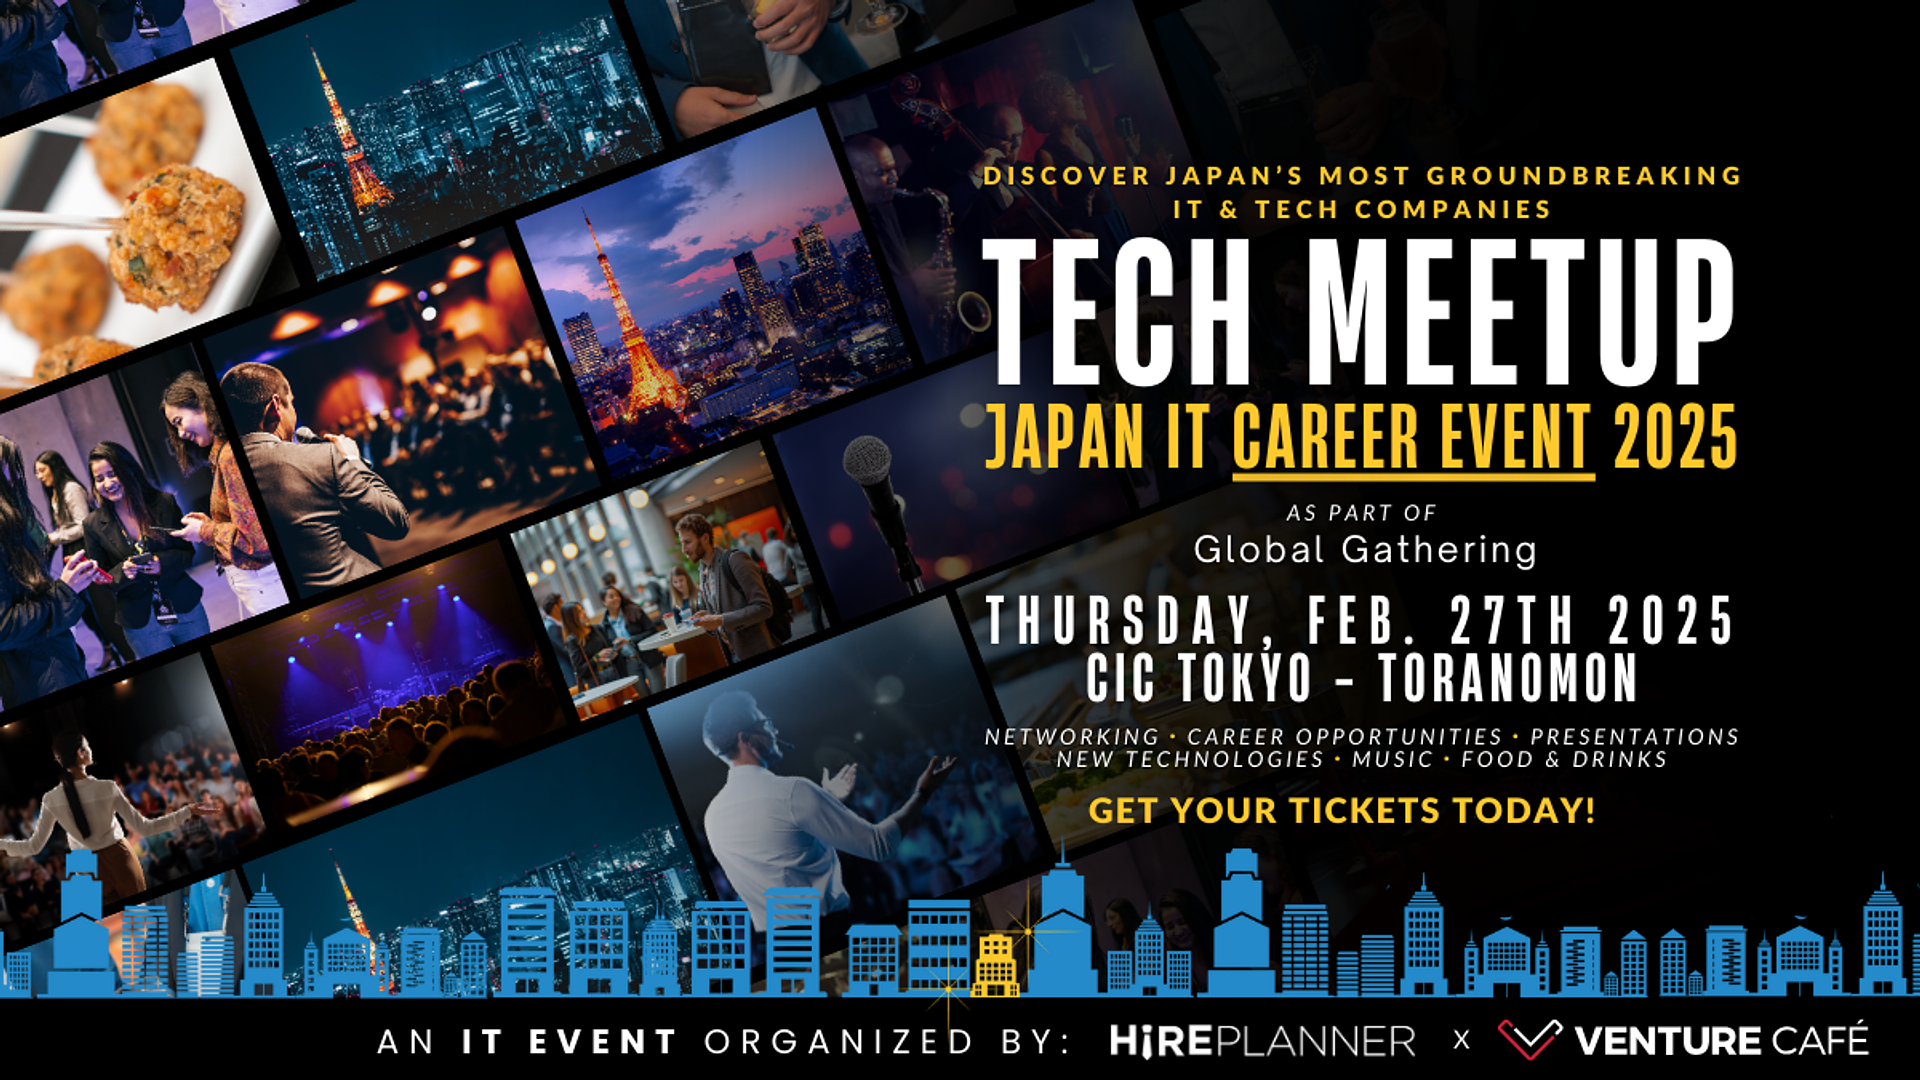 DISCOVER JAPAN'S MOST GROUNDBREAKING
IT & TECH COMPANIES
TECH MEETUP
JAPAN IT CAREER EVENT 2025
AS PART OF
Global Gathering
THURSDAY, FEB. 27TH 2025
CIC TOKYO – TORANOMON
NETWORKING • CAREER OPPORTUNITIES • PRESENTATIONS
NEW TECHNOLOGIES • MUSIC • FOOD & DRINKS
GET YOUR TICKETS TODAY!
AN IT EVENT ORGANIZED BY: HiREPLANNER x VENTURE CAFÉ